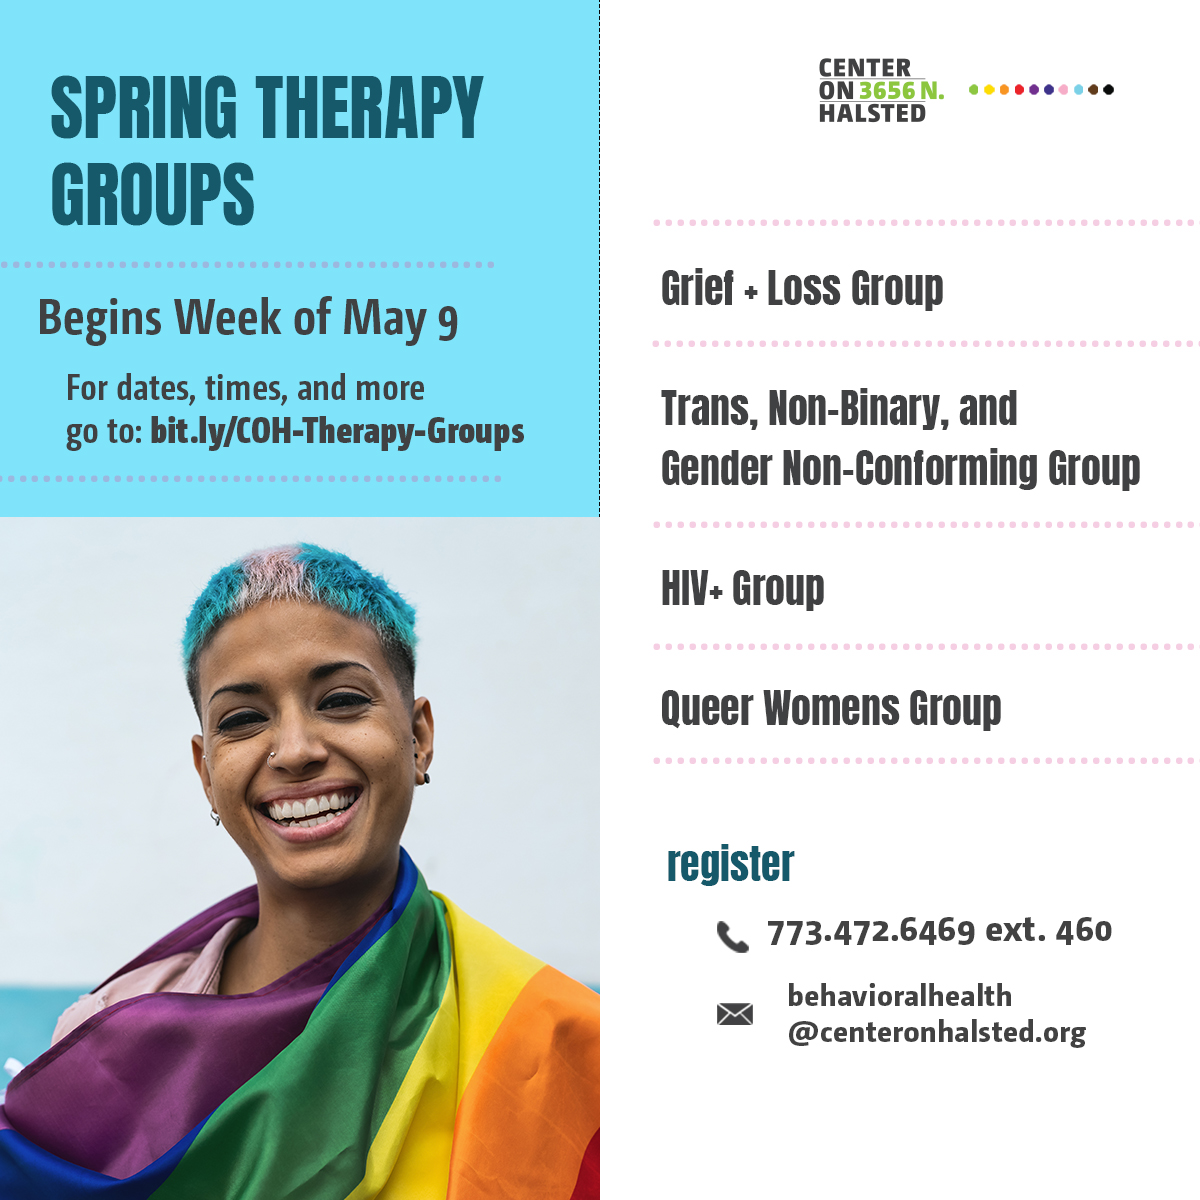 SPRING THERAPY
GROUPS
Begins Week of May 9
For dates, times, and more
go to: bit.ly/COH-Therapy-Groups
CENTER
ON 3656 N.
HALSTED
Grief + Loss Group
Trans, Non-Binary, and
Gender Non-Conforming Group
HIV+ Group
Queer Womens Group
register
773.472.6469 ext. 460
behavioralhealth
@centeronhalsted.org